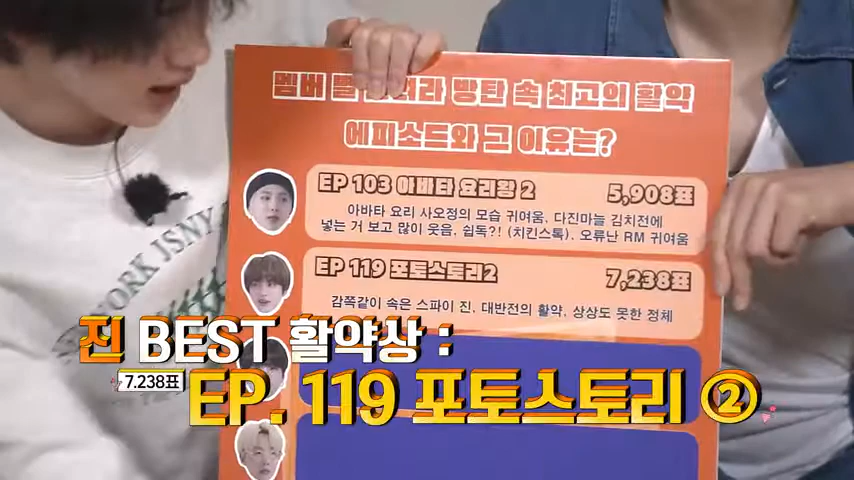 멤버 별 달려라 방탄 속 최고의 활약
에피소드와 그 이유는?
EP 103 아바타 요리왕 2 5,908표
아바타 요리 사오정의 모습 귀여움, 다진마늘 김치전에
넣는 거 보고 많이 웃음, 쉽독?! (치킨스톡), 오류난 RM 귀여움
EP 119 포토스토리2 7,238표
감쪽같이 속은 스파이 진, 대반전의 활약, 상상도 못한 정체
YORK JSNY
진 BEST 활약상 :
7.238표
EP. 119 포토스토리 ②